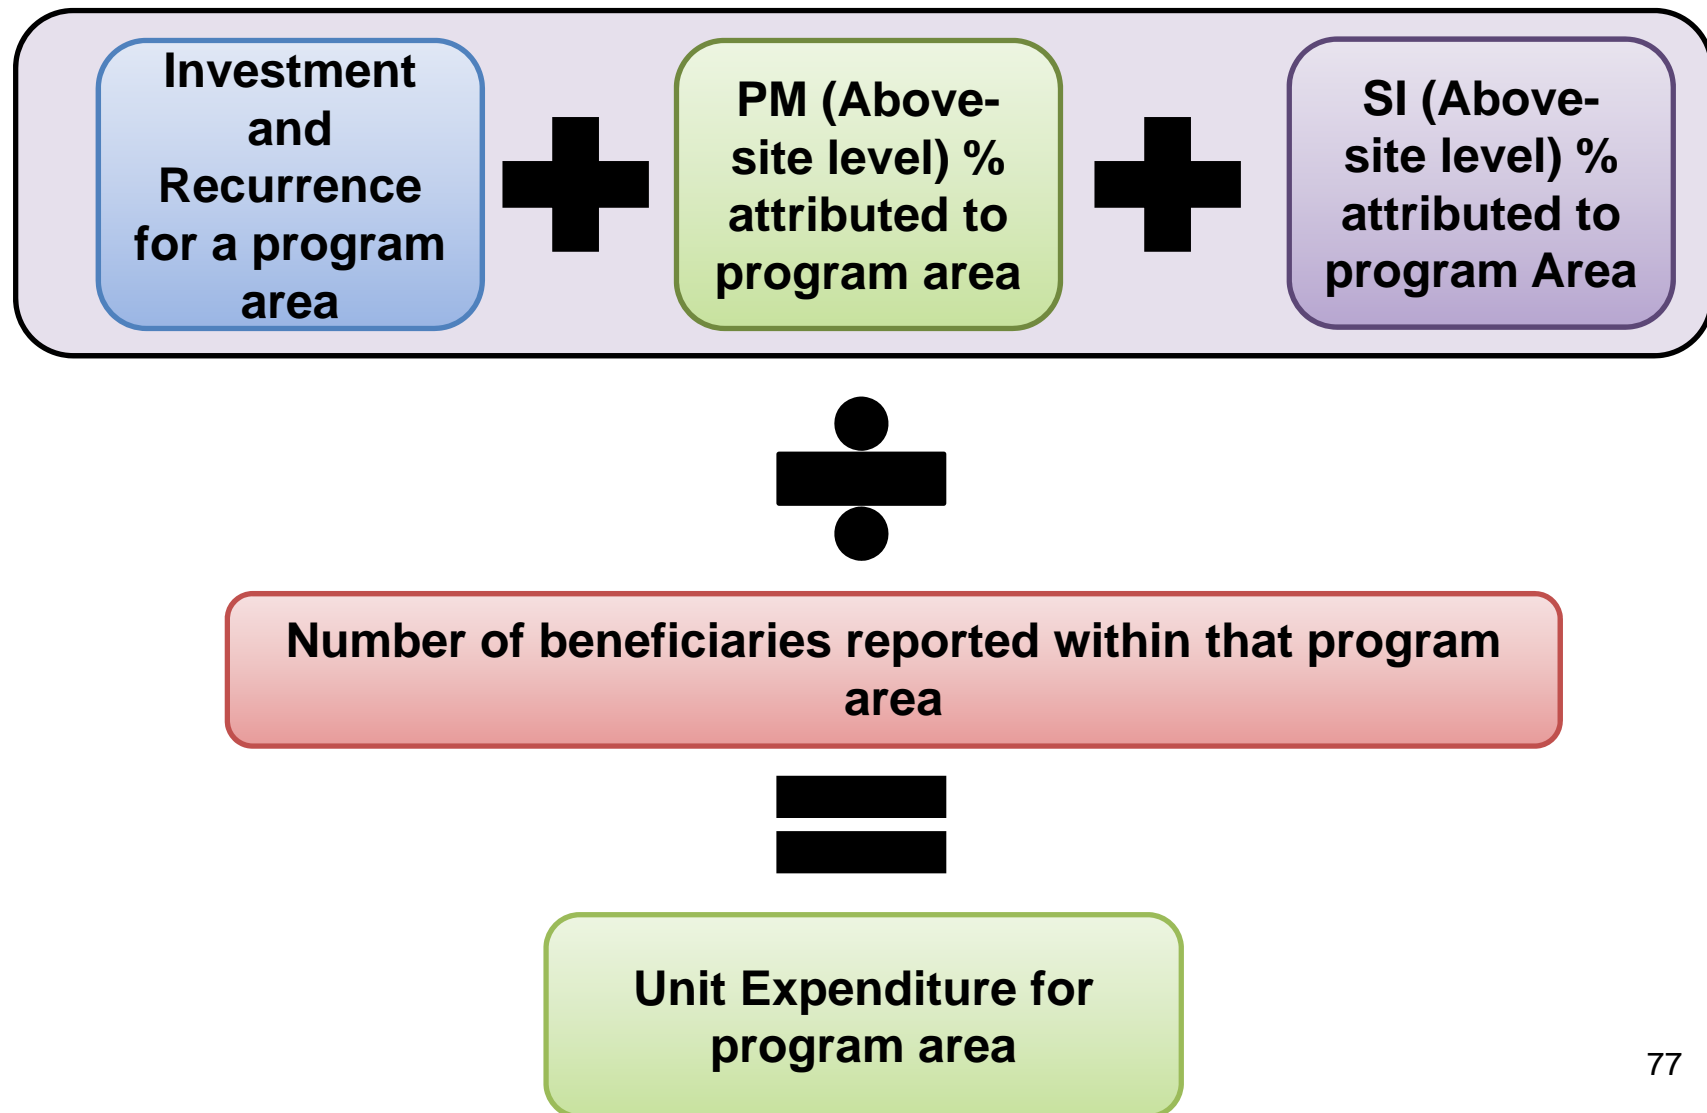 Investment
and
Recurrence
for a program
area
PM (Above-
site level) %
attributed to
program area
SI (Above-
site level) %
attributed to
program Area
Number of beneficiaries reported within that program
area
Unit Expenditure for
program area
77